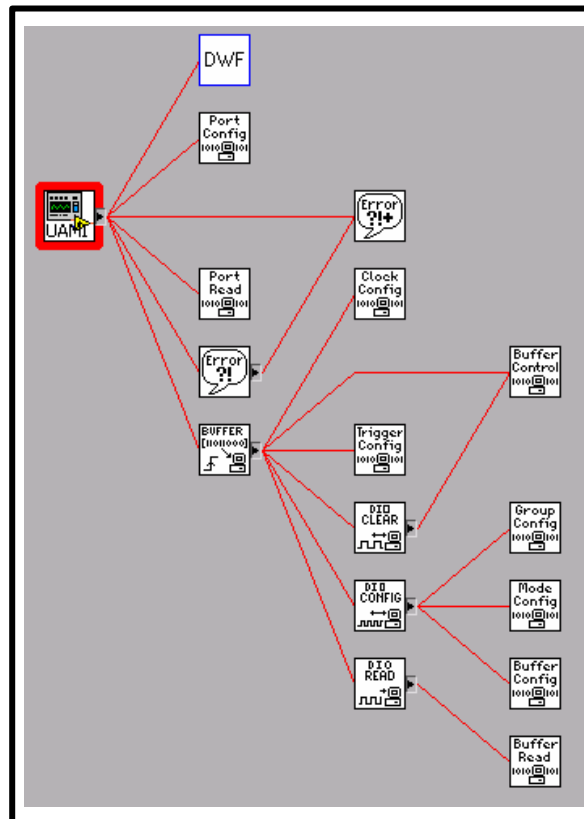 DWF
Port
Config
UAMI
Error
?!+
Port
Read
Clock
Config
Error
?!
Buffer
Control
BUFFER
Trigger
Config
DIO
CLEAR
Group
Config
DIO
CONFIG
Mode
Config
DIO
READ
Buffer
Config
Buffer
Read